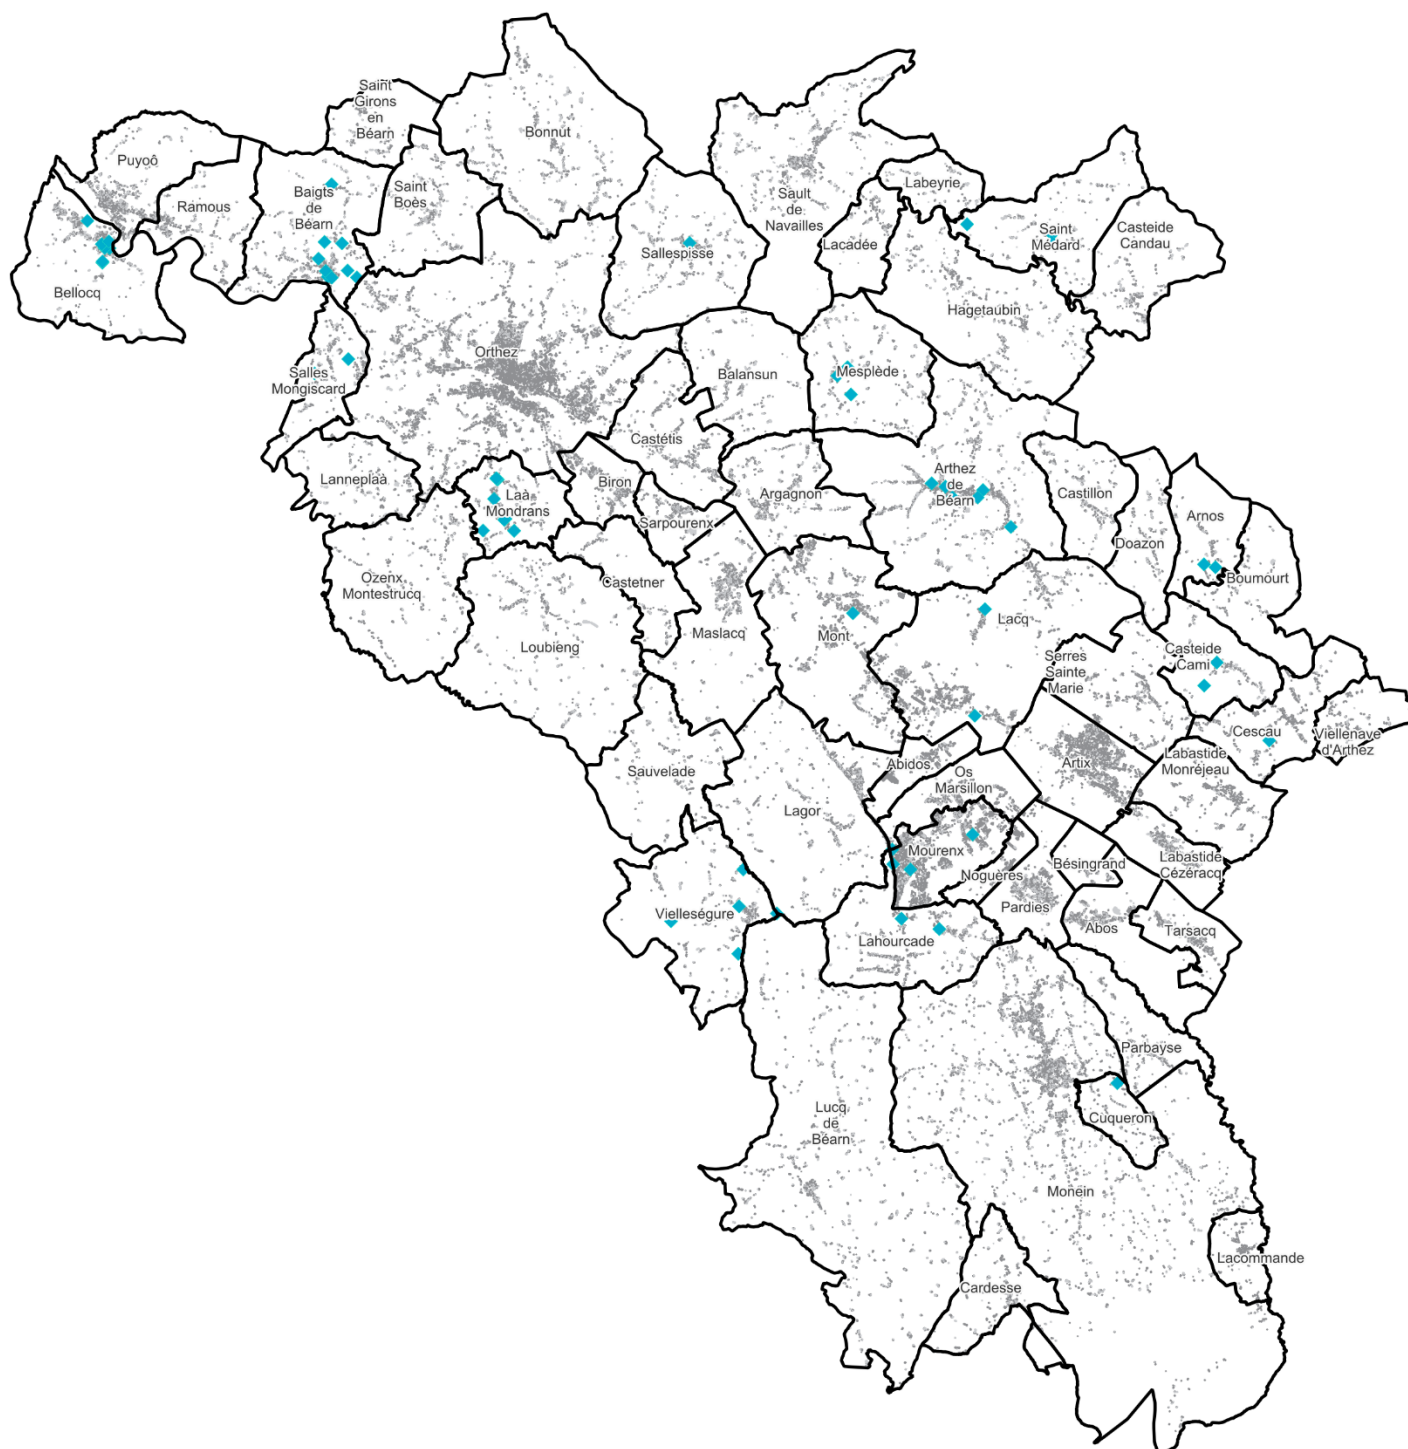 Saint
Girons
en
Béarn
Bonnut
Puyoô
Baigts
de
Béarn
Saint
Boès
Ramous
Bellocq
Sallespisse
Sault
de
Navailles
Labeyrie
Lacadée
Saint
Médard
Casteide
Candau
Hagetaubin
Orthez
Salles
Mongiscard
Balansun
Mesplède
Castétis
Lanneplaà
Laà
Mondrans
Biron
Sarpourenx
Argagnon
Arthez
de
Béarn
Castillon
Doazon
Arnos
Boumourt
Ozenx
Montestrucq
Castetner
Loubieng
Maslacq
Mont
Lacq
Serres
Sainte
Marie
Casteide
Cami
Cescau
Viellenave
d'Arthez
Sauvelade
Lagor
Abidos
Os
Marsillon
Artix
Labastide
Monréjeau
Mourenx
Noguères
Bésingrand
Labastide
Cézéracq
Vielleségure
Lahourcade
Pardies
Abos
Tarsacq
Parbayse
Cuqueron
Lucq
de
Béarn
Monein
Lacommande
Cardesse